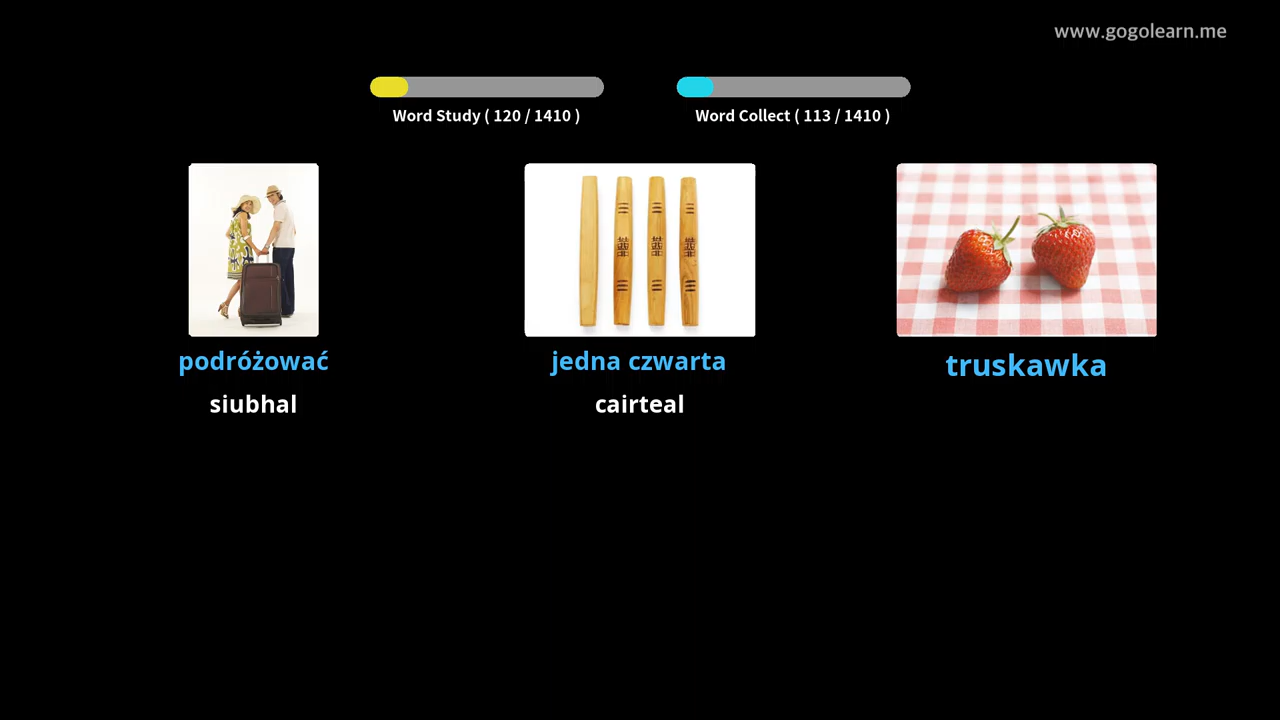 www.gogolearn.me
Word Study ( 120 / 1410 )
Word Collect ( 113 / 1410 )
podróżować
siubhal
jedna czwarta
cairteal
truskawka